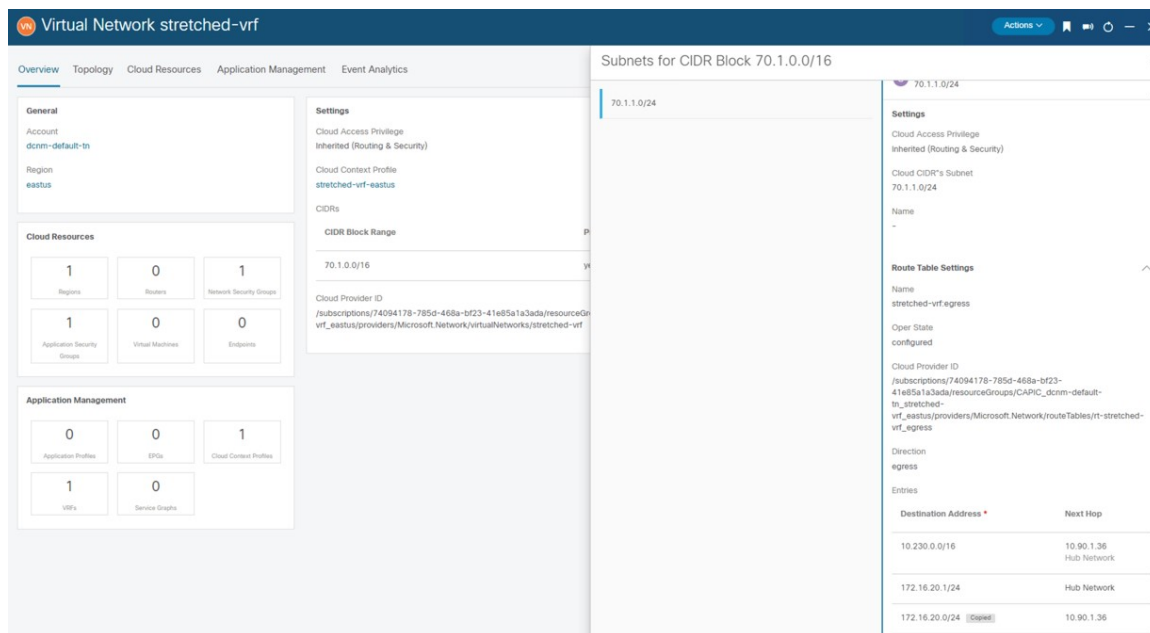 VN Virtual Network stretched-vrf
Actions
Overview Topology Cloud Resources Application Management Event Analytics
General
Account
dcnm-default-tn
Region
eastus
Cloud Resources
1
Regions
0
Routers
1
Network Security Groups
1
Application Security
Groups
0
Virtual Machines
0
Endpoints
Application Management
0
Application Profiles
0
EPGs
1
Cloud Context Profiles
1
VRFs
0
Service Graphs
Settings
Cloud Access Privilege
Inherited (Routing & Security)
Cloud Context Profile
stretched-vrf-eastus
CIDRs
CIDR Block Range P
70.1.0.0/16 ye
Cloud Provider ID
/subscriptions/74094178-785d-468a-bf23-41e85a1a3ada/resourceGr
vrf_eastus/providers/Microsoft.Network/virtualNetworks/stretched-vrf
Subnets for CIDR Block 70.1.0.0/16
70.1.1.0/24
70.1.1.0/24
Settings
Cloud Access Privilege
Inherited (Routing & Security)
Cloud CIDR"s Subnet
70.1.1.0/24
Name
-
Route Table Settings
Name
stretched-vrf:egress
Oper State
configured
Cloud Provider ID
/subscriptions/74094178-785d-468a-bf23-
41e85a1a3ada/resourceGroups/CAPIC_dcnm-default-
tn_stretched-
vrf_eastus/providers/Microsoft.Network/routeTables/rt-stretched-
vrf_egress
Direction
egress
Entries
Destination Address * Next Hop
10.230.0.0/16 10.90.1.36
Hub Network
172.16.20.1/24 Hub Network
172.16.20.0/24 Copied 10.90.1.36